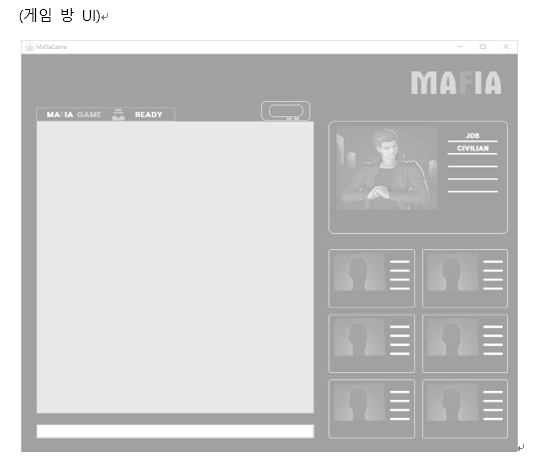 (게임 방 UI)
MafiaGame
MAFIA
MAFIA GAME READY
JOB
CIVILIAN